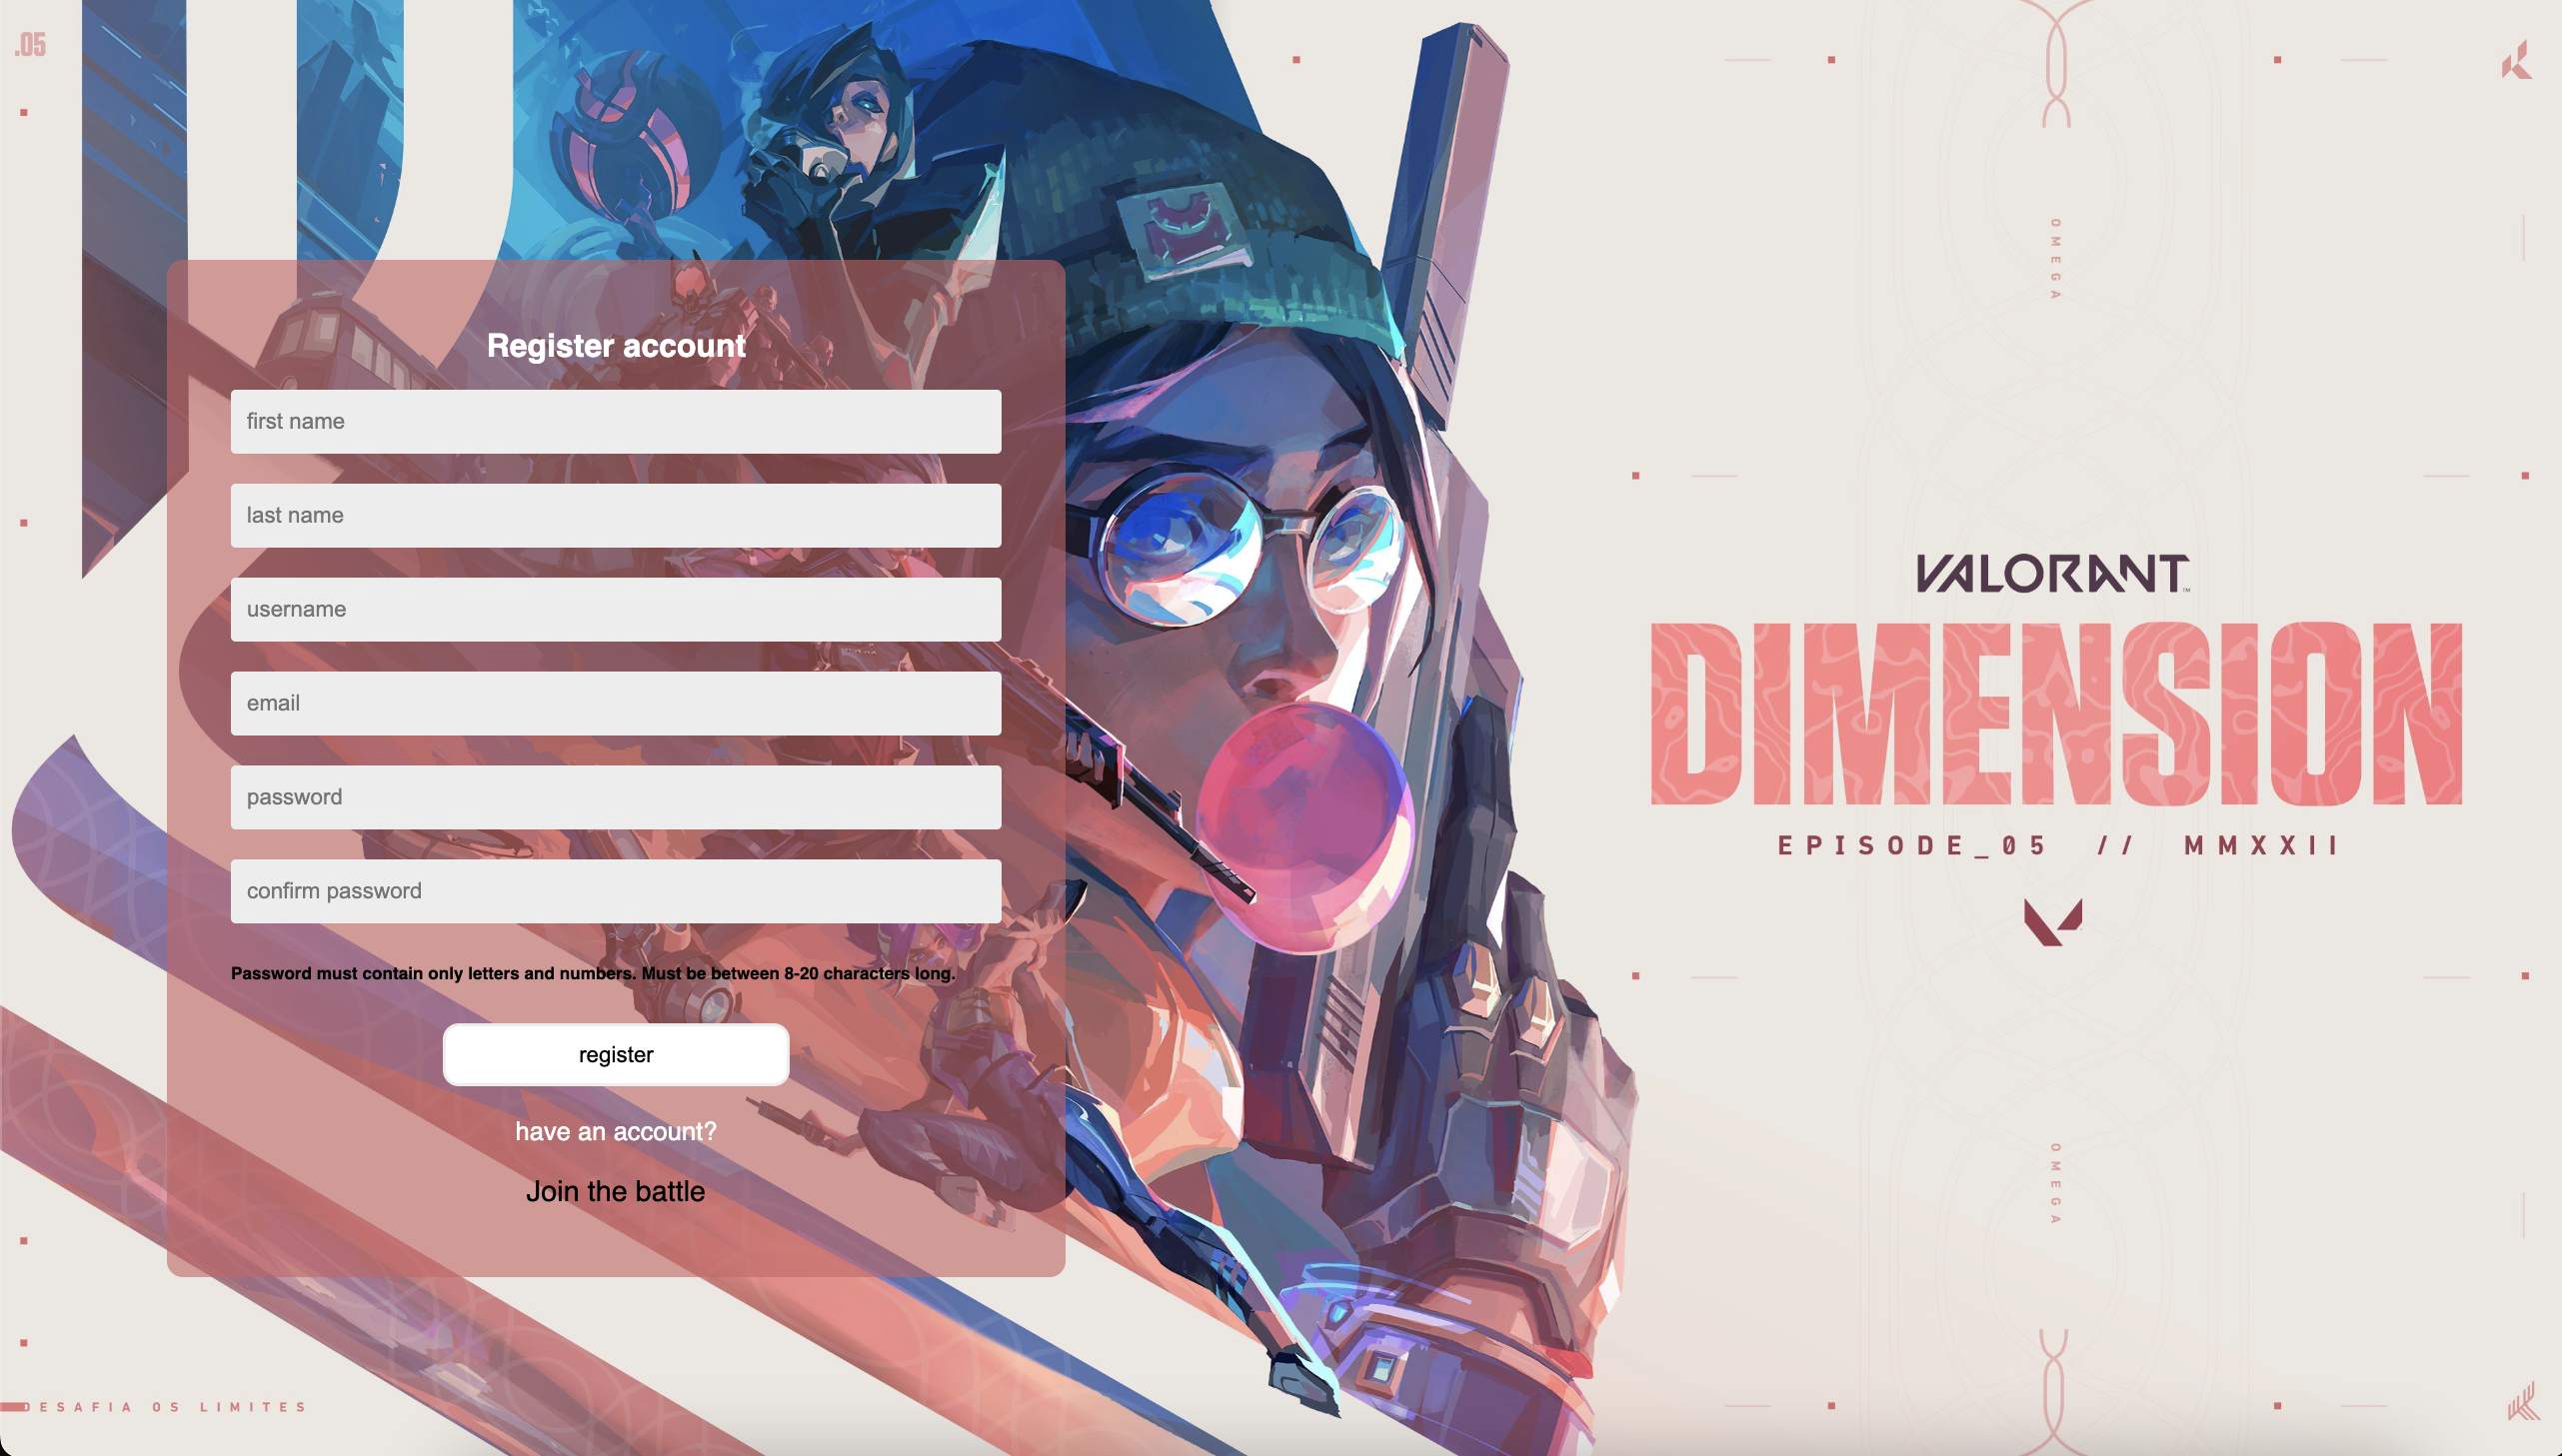 .05
OMEGA
Register account
first name
last name
username
email
password
confirm password
Password must contain only letters and numbers. Must be between 8-20 characters long.
register
have an account?
Join the battle
VALORANT™
DIMENSION
EPISODE_05 // MMXXII
OMEGA
DESAFIA OS LIMITES